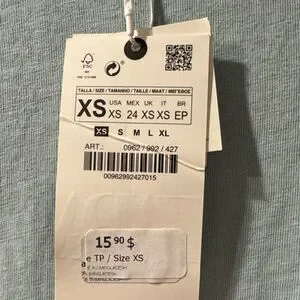 FSC
TALLA / SIZE / TAMANHO / TAILLE / MAAT /
XS
USA MEX UK IT BR
XS 24 XS XS EP
XS S M L XL
ART.: 0962 / 992 / 427
00962992427015
15 90 $
e TP / Size XS